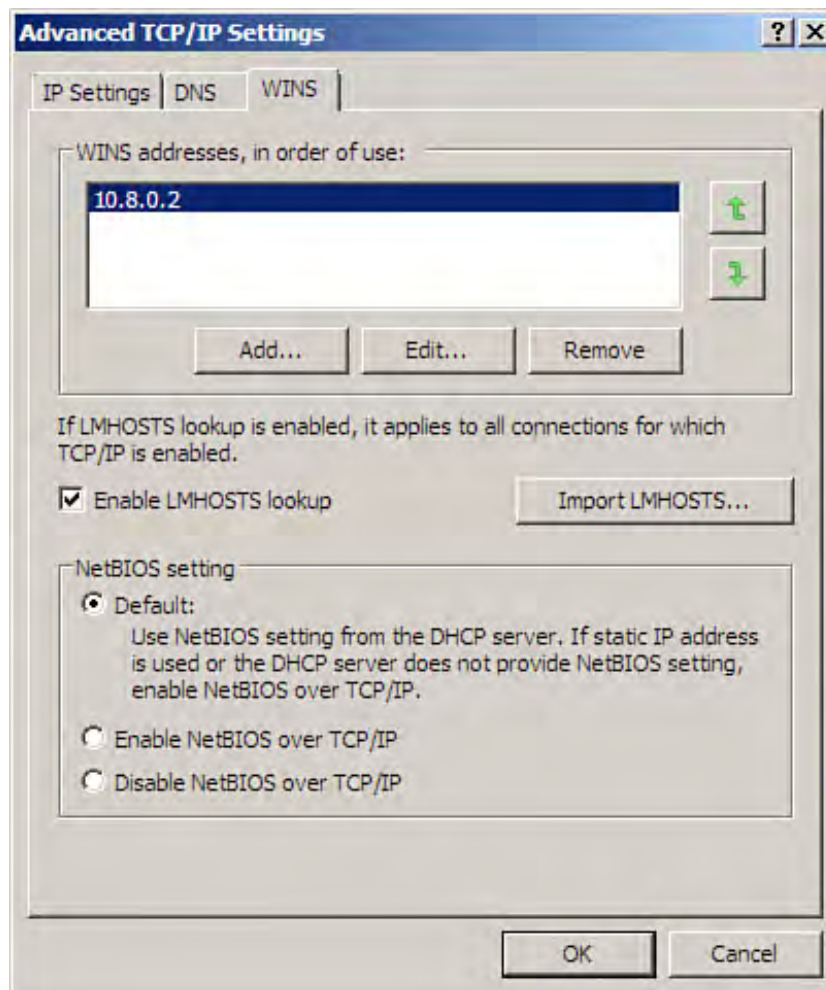 Advanced TCP/IP Settings
IP Settings DNS WINS
WINS addresses, in order of use:
10.8.0.2
Add... Edit... Remove
If LMHOSTS lookup is enabled, it applies to all connections for which
TCP/IP is enabled.
Enable LMHOSTS lookup Import LMHOSTS...
NetBIOS setting
Default:
Use NetBIOS setting from the DHCP server. If static IP address
is used or the DHCP server does not provide NetBIOS setting,
enable NetBIOS over TCP/IP.
Enable NetBIOS over TCP/IP
Disable NetBIOS over TCP/IP
OK Cancel